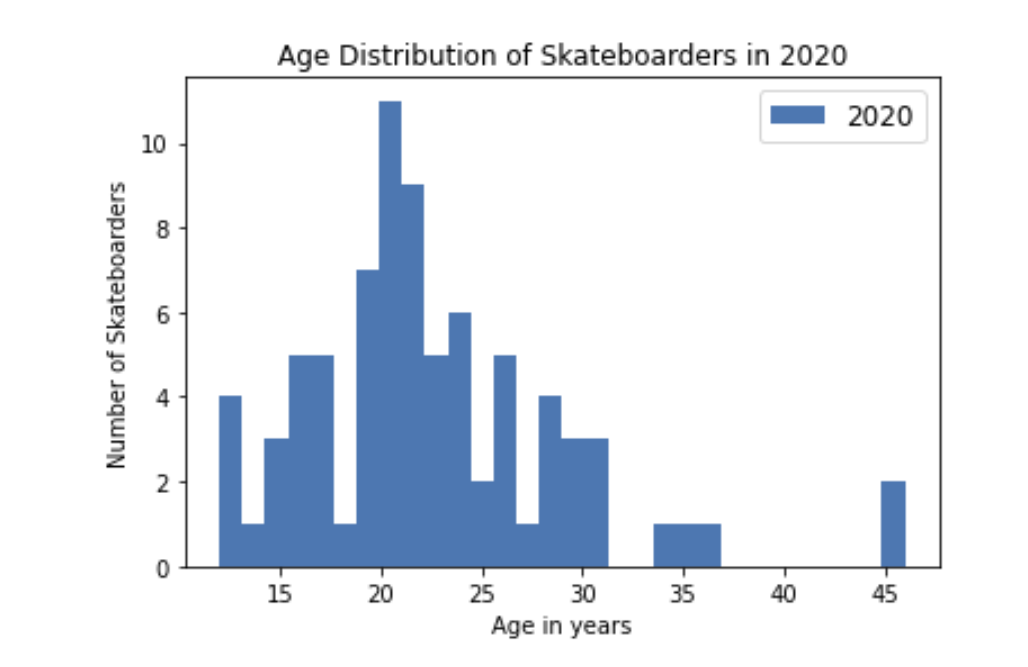 Age Distribution of Skateboarders in 2020
2020
Number of Skateboarders
10
8
6
4
2
0
15 20 25 30 35 40 45
Age in years